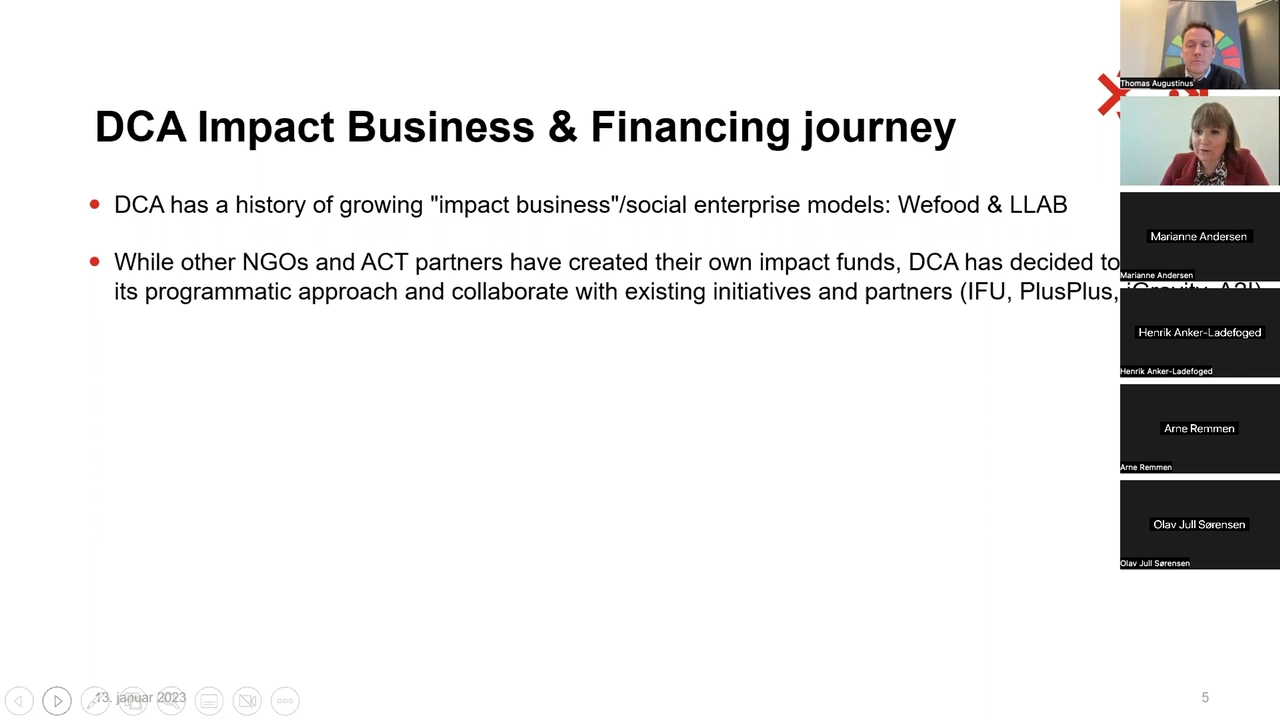 DCA Impact Business & Financing journey
DCA has a history of growing "impact business"/social enterprise models: Wefood & LLAB
While other NGOs and ACT partners have created their own impact funds, DCA has decided to
its programmatic approach and collaborate with existing initiatives and partners (IFU, PlusPlus, iGravity, A2I)
13. januar 2023
5
Thomas Augustinus
Marianne Andersen
Marianne Andersen
Henrik Anker-Ladefoged
Henrik Anker-Ladefoged
Arne Remmen
Arne Remmen
Olav Jull Sørensen
Olav Jull Sørensen